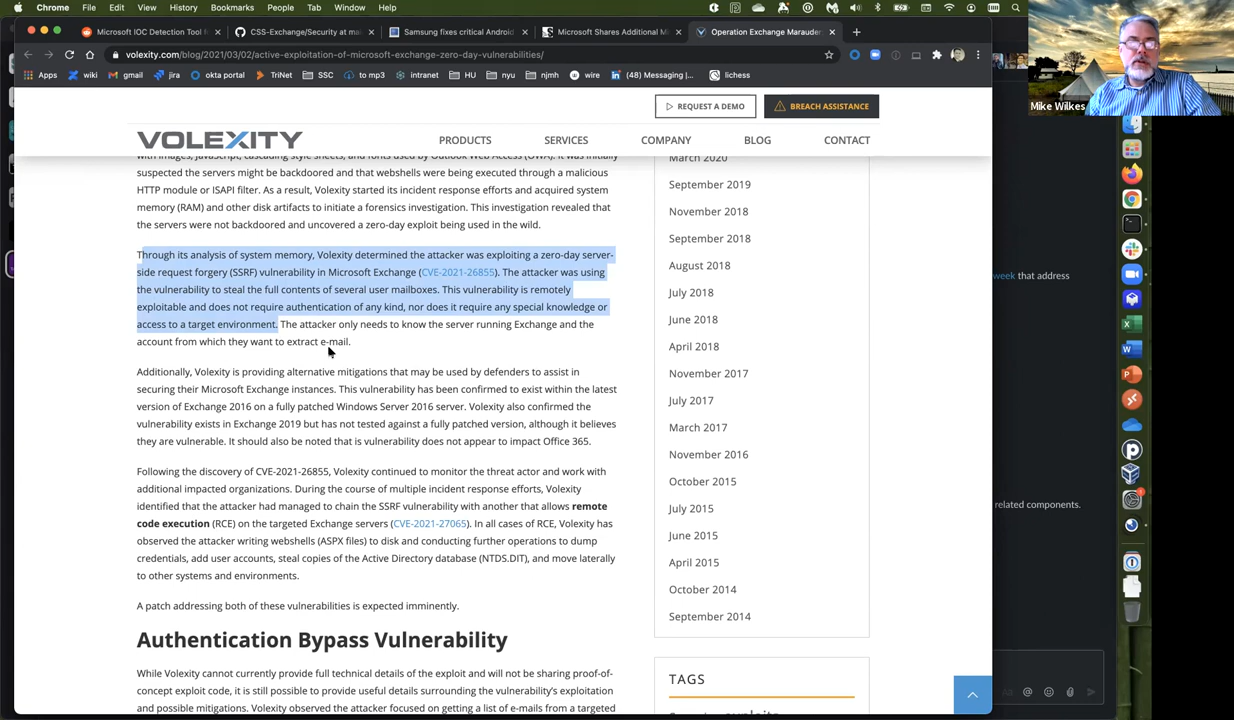 Chrome File Edit View History Bookmarks People Tab Window Help
Microsoft IOC Detection Tool f
CSS-Exchange/Security at ma
Samsung fixes critical Android
Microsoft Shares Additional M
Operation Exchange Marauder
volexity.com/blog/2021/03/02/active-exploitation-of-microsoft-exchange-zero-day-vulnerabilities/
Apps wiki gmail jira okta portal TriNet SSC to mp3 intranet HU nyu njmh wire (48) Messaging |... lichess
Mike Wilkes
REQUEST A DEMO
BREACH ASSISTANCE
VOLEXITY
PRODUCTS SERVICES COMPANY BLOG CONTACT
with images, JavaScript, cascading style sheets, and fonts used by Outlook Web Access (OWA). It was initially
suspected the servers might be backdoored and that webshells were being executed through a malicious
HTTP module or ISAPI filter. As a result, Volexity started its incident response efforts and acquired system
memory (RAM) and other disk artifacts to initiate a forensics investigation. This investigation revealed that
the servers were not backdoored and uncovered a zero-day exploit being used in the wild.
Through its analysis of system memory, Volexity determined the attacker was exploiting a zero-day server-
side request forgery (SSRF) vulnerability in Microsoft Exchange (CVE-2021-26855). The attacker was using
the vulnerability to steal the full contents of several user mailboxes. This vulnerability is remotely
exploitable and does not require authentication of any kind, nor does it require any special knowledge or
access to a target environment. The attacker only needs to know the server running Exchange and the
account from which they want to extract e-mail.
Additionally, Volexity is providing alternative mitigations that may be used by defenders to assist in
securing their Microsoft Exchange instances. This vulnerability has been confirmed to exist within the latest
version of Exchange 2016 on a fully patched Windows Server 2016 server. Volexity also confirmed the
vulnerability exists in Exchange 2019 but has not tested against a fully patched version, although it believes
they are vulnerable. It should also be noted that is vulnerability does not appear to impact Office 365.
Following the discovery of CVE-2021-26855, Volexity continued to monitor the threat actor and work with
additional impacted organizations. During the course of multiple incident response efforts, Volexity
identified that the attacker had managed to chain the SSRF vulnerability with another that allows remote
code execution (RCE) on the targeted Exchange servers (CVE-2021-27065). In all cases of RCE, Volexity has
observed the attacker writing webshells (ASPX files) to disk and conducting further operations to dump
credentials, add user accounts, steal copies of the Active Directory database (NTDS.DIT), and move laterally
to other systems and environments.
A patch addressing both of these vulnerabilities is expected imminently.
Authentication Bypass Vulnerability
While Volexity cannot currently provide full technical details of the exploit and will not be sharing proof-of-
concept exploit code, it is still possible to provide useful details surrounding the vulnerability's exploitation
and possible mitigations. Volexity observed the attacker focused on getting a list of e-mails from a targeted
March 2020
September 2019
November 2018
September 2018
August 2018
July 2018
June 2018
April 2018
November 2017
July 2017
March 2017
November 2016
October 2015
July 2015
June 2015
April 2015
October 2014
September 2014
TAGS
exploits
week that address
related components.